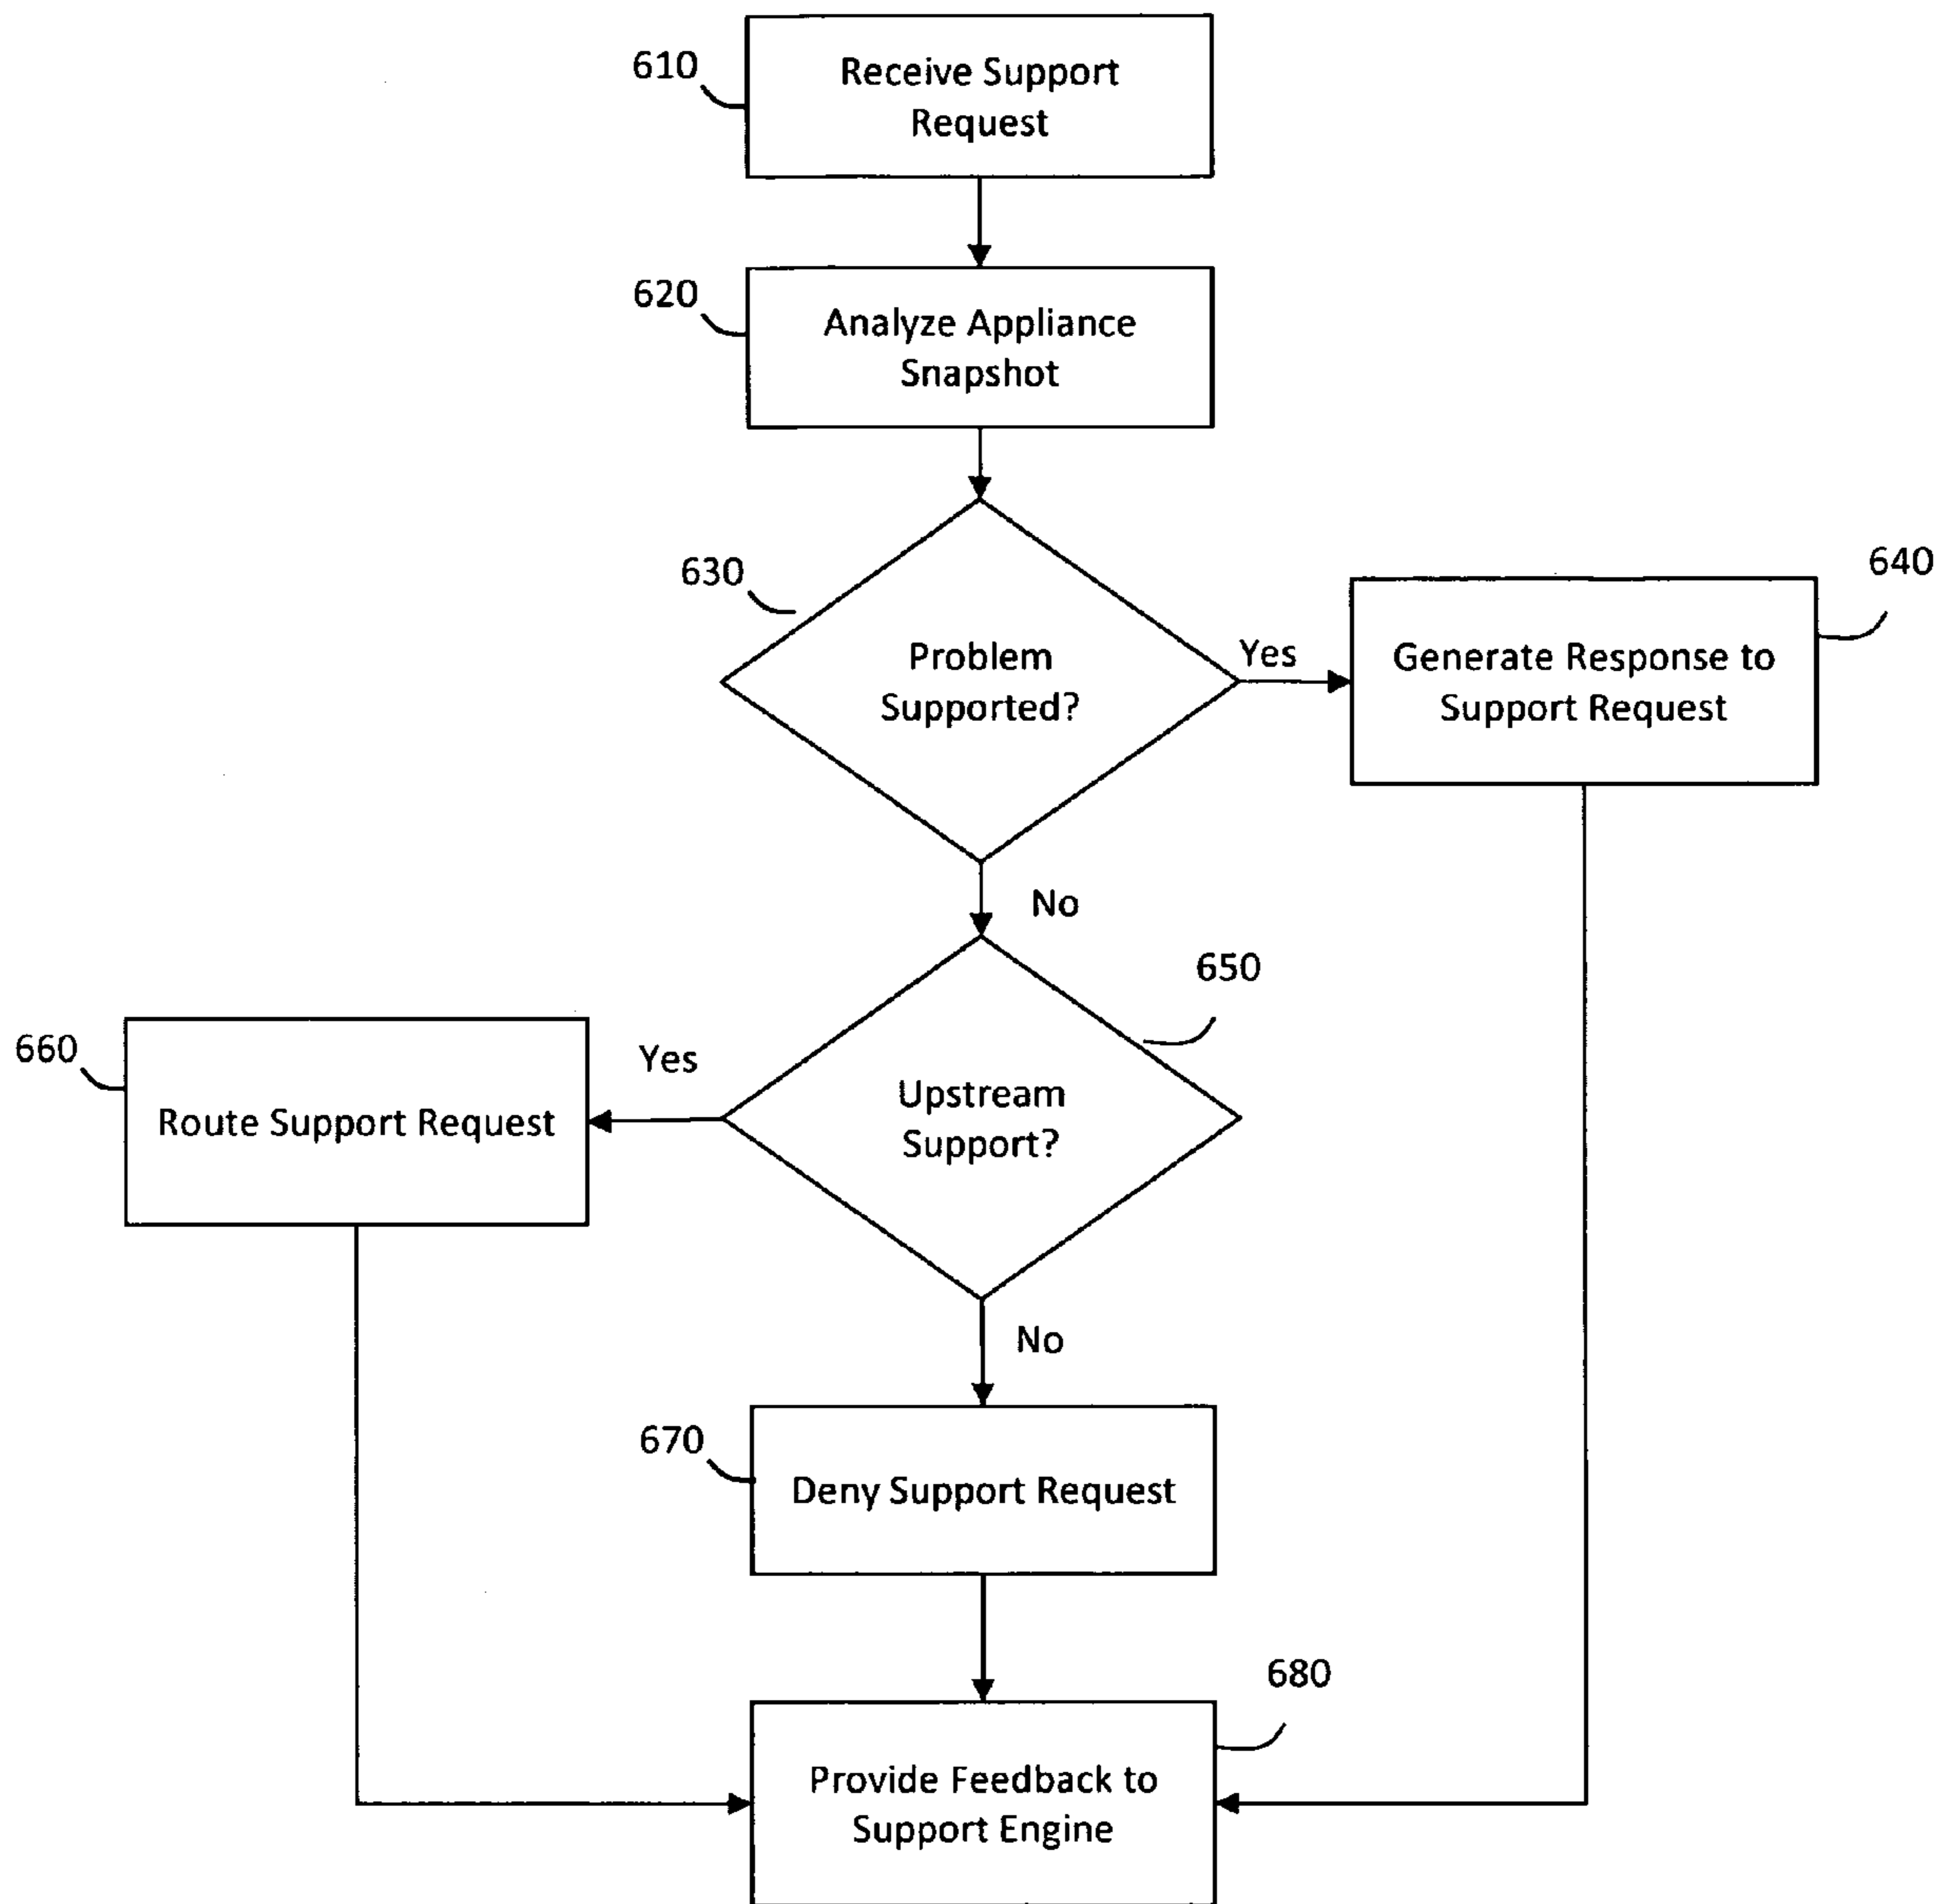 610
Receive Support
Request
620
Analyze Appliance
Snapshot
630
Problem
Supported?
Yes
640
Generate Response to
Support Request
No
650
Upstream
Support?
Yes
660
Route Support Request
No
670
Deny Support Request
680
Provide Feedback to
Support Engine